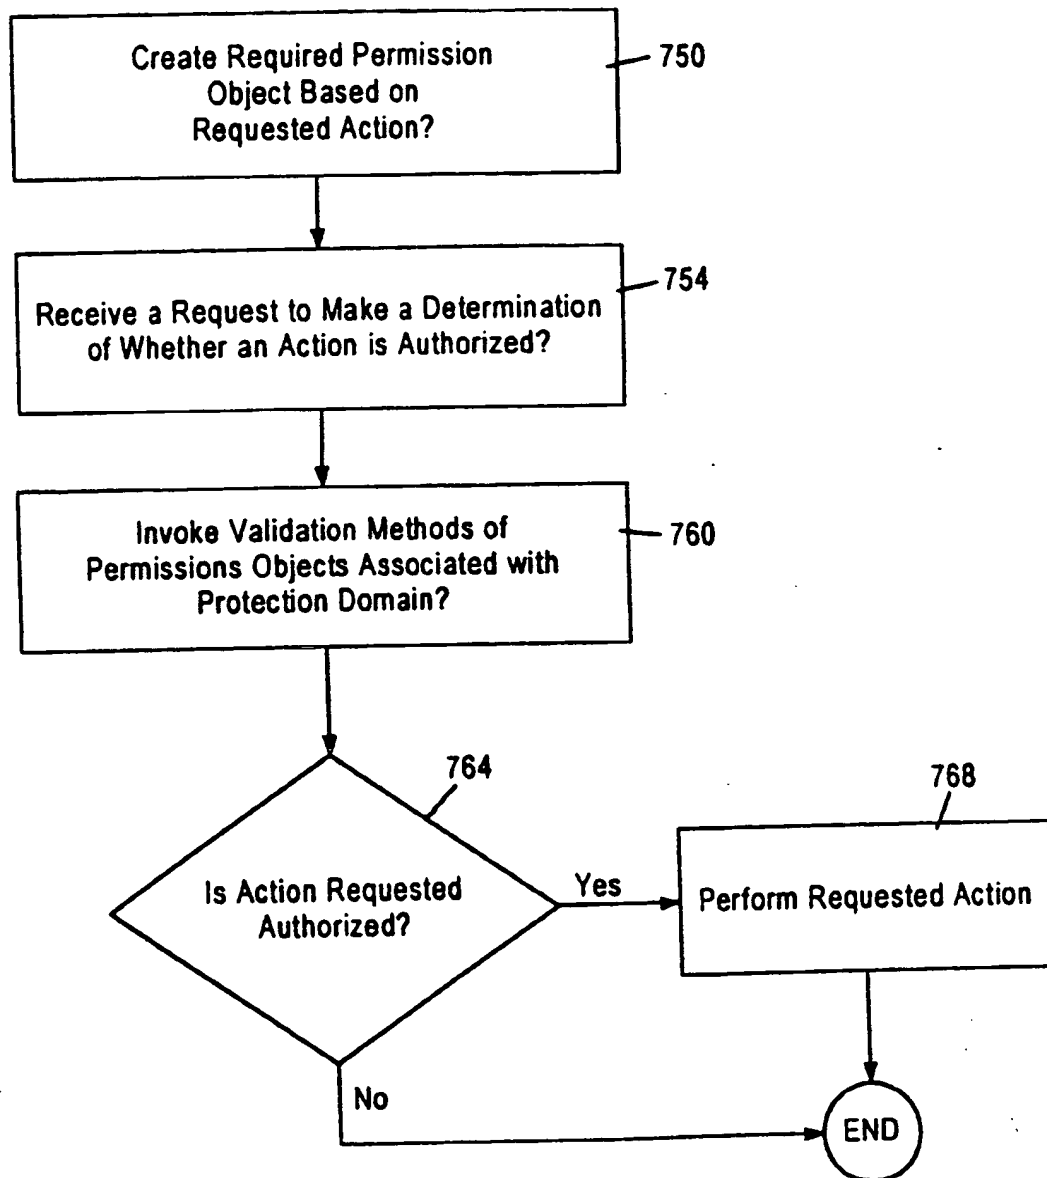 Create Required Permission
Object Based on
Requested Action?
750
Receive a Request to Make a Determination
of Whether an Action is Authorized?
754
Invoke Validation Methods of
Permissions Objects Associated with
Protection Domain?
760
764
Is Action Requested
Authorized?
Yes
768
Perform Requested Action
No
END